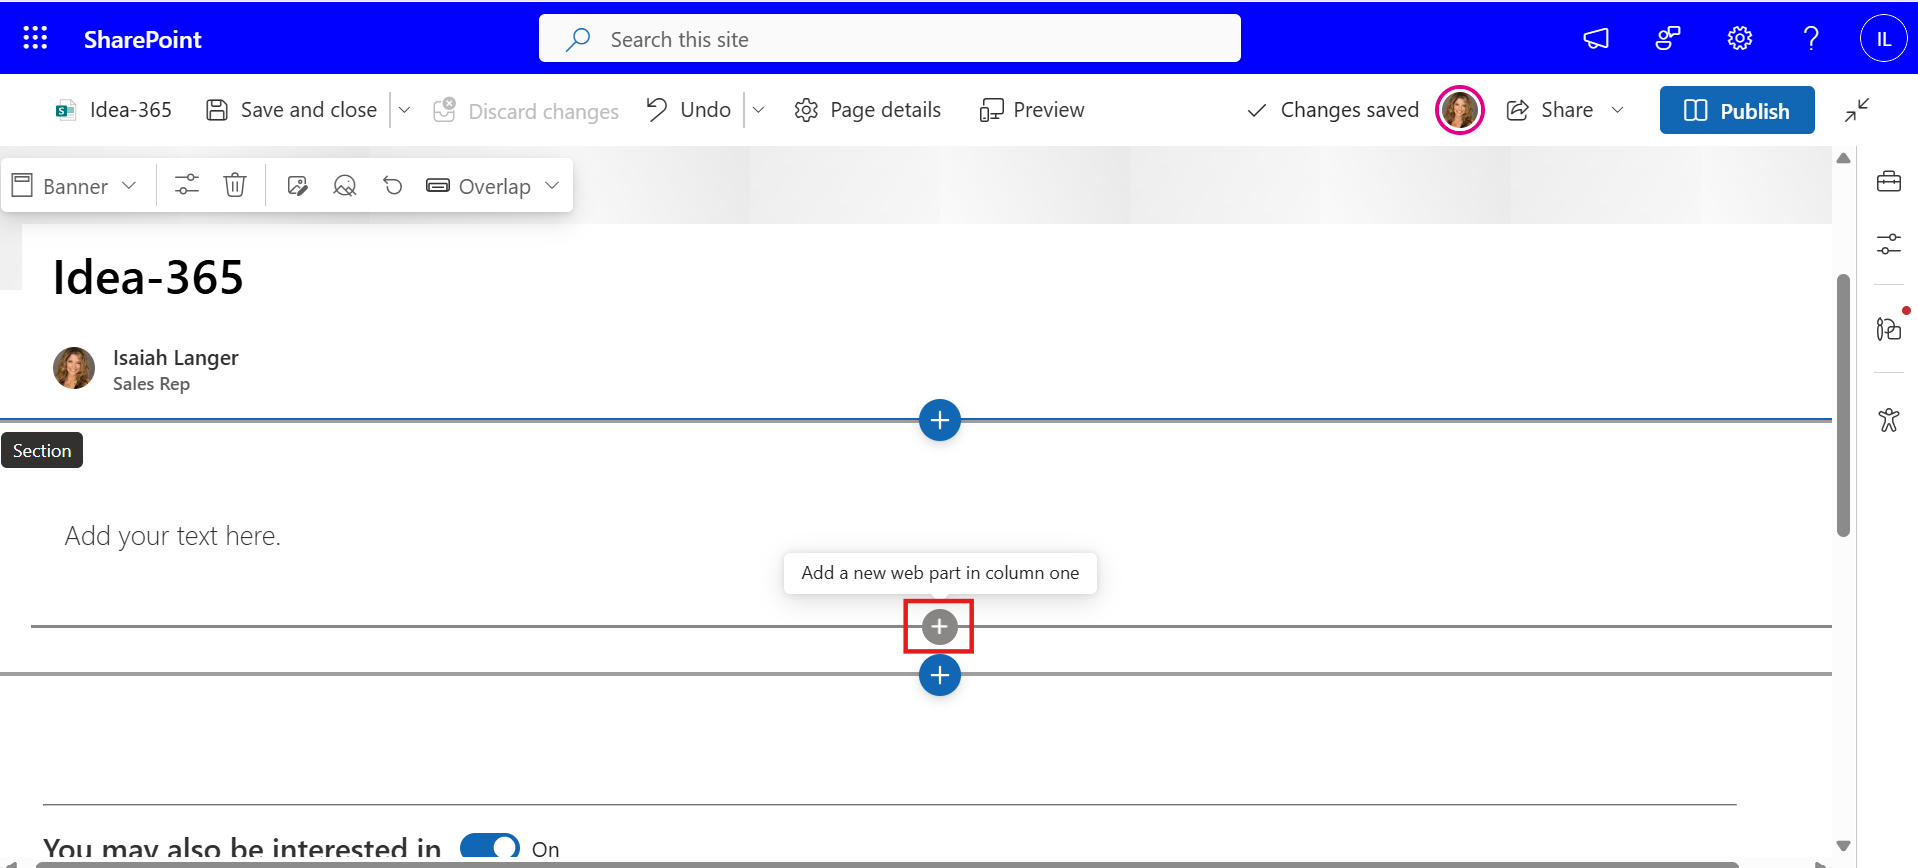 SharePoint
Search this site
IL
Idea-365
Save and close
Discard changes
Undo
Page details
Preview
Changes saved
Share
Publish
Banner
Overlap
Idea-365
Isaiah Langer
Sales Rep
Section
Add your text here.
Add a new web part in column one
You may also be interested in
On